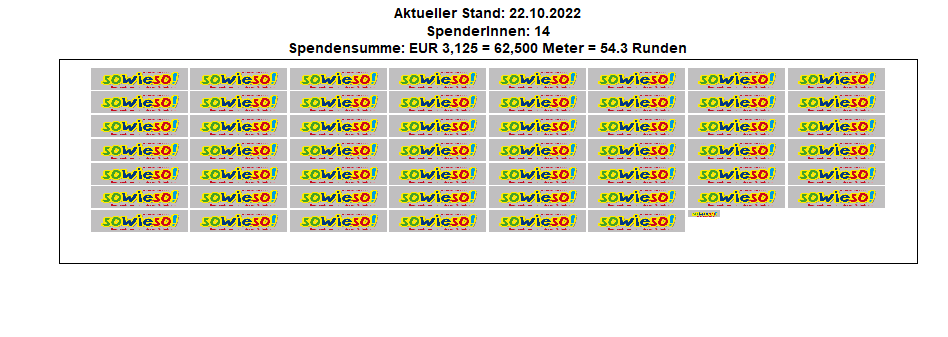 Aktueller Stand: 22.10.2022
SpenderInnen: 14
Spendensumme: EUR 3,125 = 62,500 Meter = 54.3 Runden
sowieso! sowieso! sowieso! sowieso! sowieso! sowieso! sowieso! sowieso!
sowieso! sowieso! sowieso! sowieso! sowieso! sowieso! sowieso! sowieso!
sowieso! sowieso! sowieso! sowieso! sowieso! sowieso! sowieso! sowieso!
sowieso! sowieso! sowieso! sowieso! sowieso! sowieso! sowieso! sowieso!
sowieso! sowieso! sowieso! sowieso! sowieso! sowieso! sowieso! sowieso!
sowieso! sowieso! sowieso! sowieso! sowieso! sowieso! sowieso! sowieso!
sowieso! sowieso! sowieso! sowieso! sowieso! sowieso!